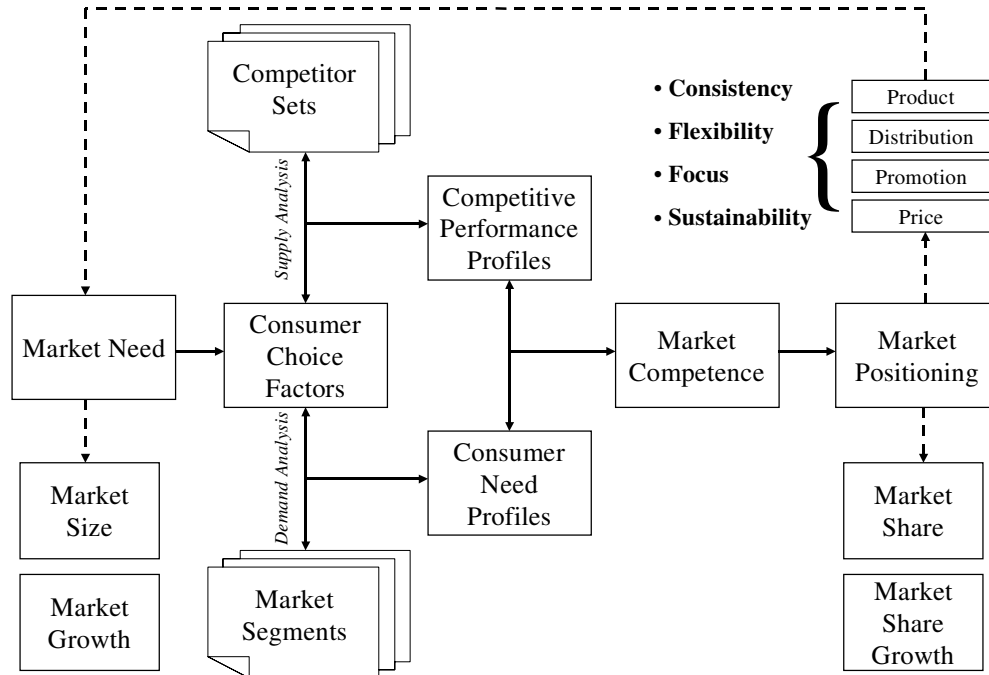 Competitor
Sets
• Consistency
• Flexibility
• Focus
• Sustainability
Product
Distribution
Promotion
Price
Supply Analysis
Competitive
Performance
Profiles
Market Need
Consumer
Choice
Factors
Market
Competence
Market
Positioning
Demand Analysis
Consumer
Need
Profiles
Market
Size
Market
Share
Market
Growth
Market
Segments
Market
Share
Growth